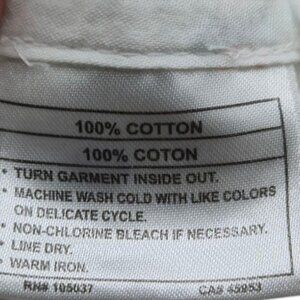 100% COTTON
100% COTON
• TURN GARMENT INSIDE OUT.
• MACHINE WASH COLD WITH LIKE COLORS
ON DELICATE CYCLE.
• NON-CHLORINE BLEACH IF NECESSARY.
• LINE DRY.
• WARM IRON.
RN# 105037 CA# 45953